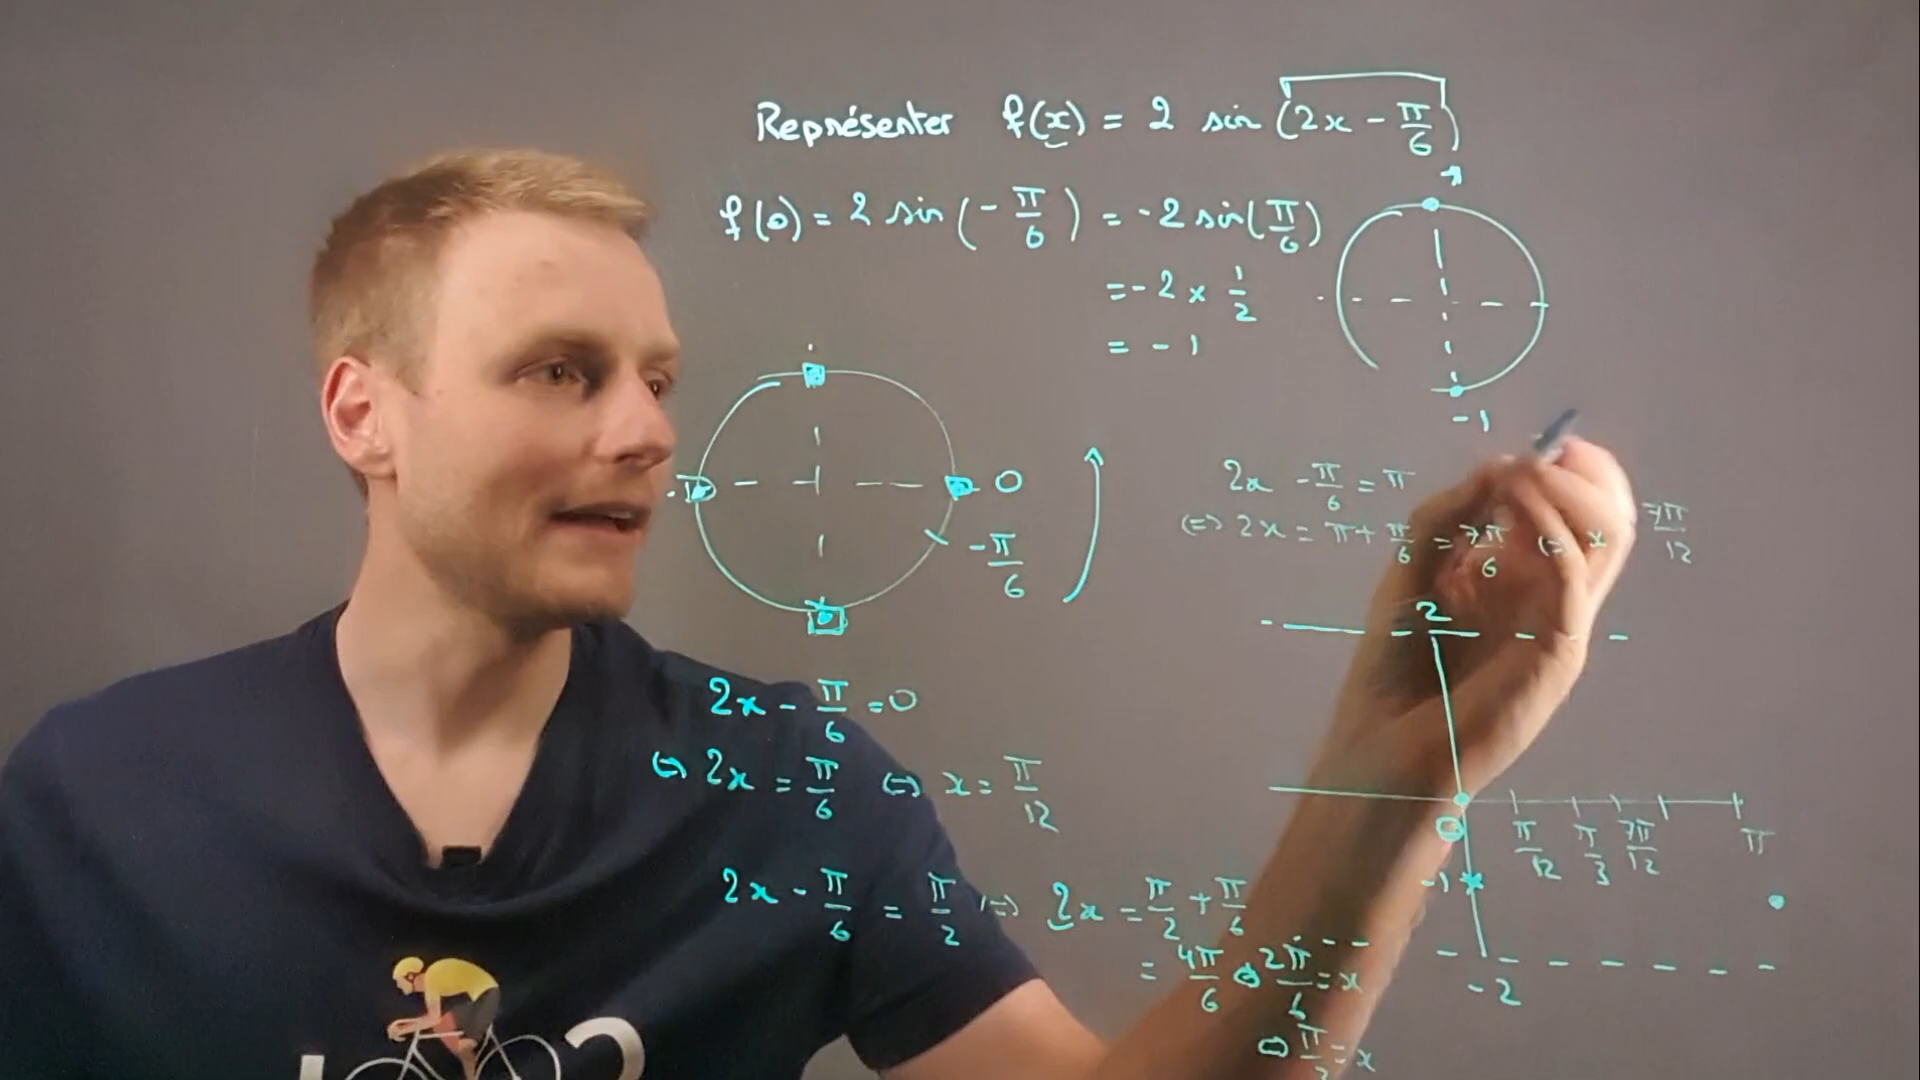 Représenter f(x) = 2 sin (2x - π/6)
f(0) = 2 sin (- π/6) = -2 sin(π/6)
= -2 × 1/2
= -1
-1
0
-π/6
2x - π/6 = π
⇔ 2x = π + π/6 = 7π/6 ⇔ x 7π/12
2
2x - π/6 = 0
⇔ 2x = π/6 ⇔ x = π/12
0 π/12 π/3 7π/12 π
-1
2x - π/6 = π/2 ⇔ 2x = π/2 + π/6
= 4π/6 ⇔ 2π/6 = x
-2